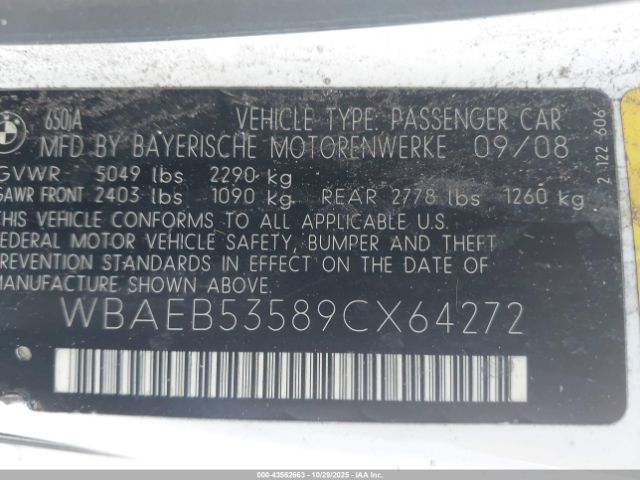 650iA VEHICLE TYPE: PASSENGER CAR
MFD BY BAYERISCHE MOTORENWERKE 09/08
GVWR 5049 lbs 2290 kg
GAWR FRONT 2403 lbs 1090 kg REAR 2778 lbs 1260 kg
THIS VEHICLE CONFORMS TO ALL APPLICABLE U.S.
FEDERAL MOTOR VEHICLE SAFETY, BUMPER AND THEFT
PREVENTION STANDARDS IN EFFECT ON THE DATE OF
MANUFACTURE SHOWN ABOVE.
WBAEB53589CX64272
2.1122 606
000-43562663 | 10/29/2025 | IAA, Inc.